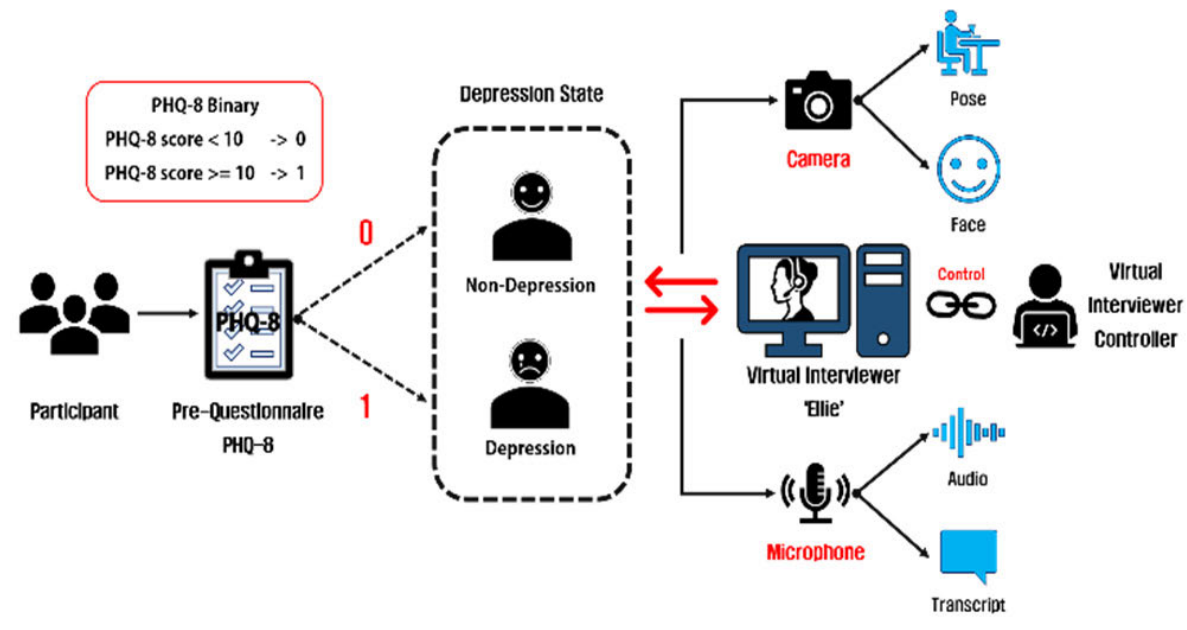 PHQ-8 Binary
PHQ-8 score < 10 -> 0
PHQ-8 score >= 10 -> 1
Participant
PHQ-8
Pre-Questionnaire
PHQ-8
0
1
Depression State
Non-Depression
Depression
Camera
Pose
Face
Virtual Interviewer
'Ellie'
Control
</>
Virtual
Interviewer
Controller
Microphone
Audio
Transcript